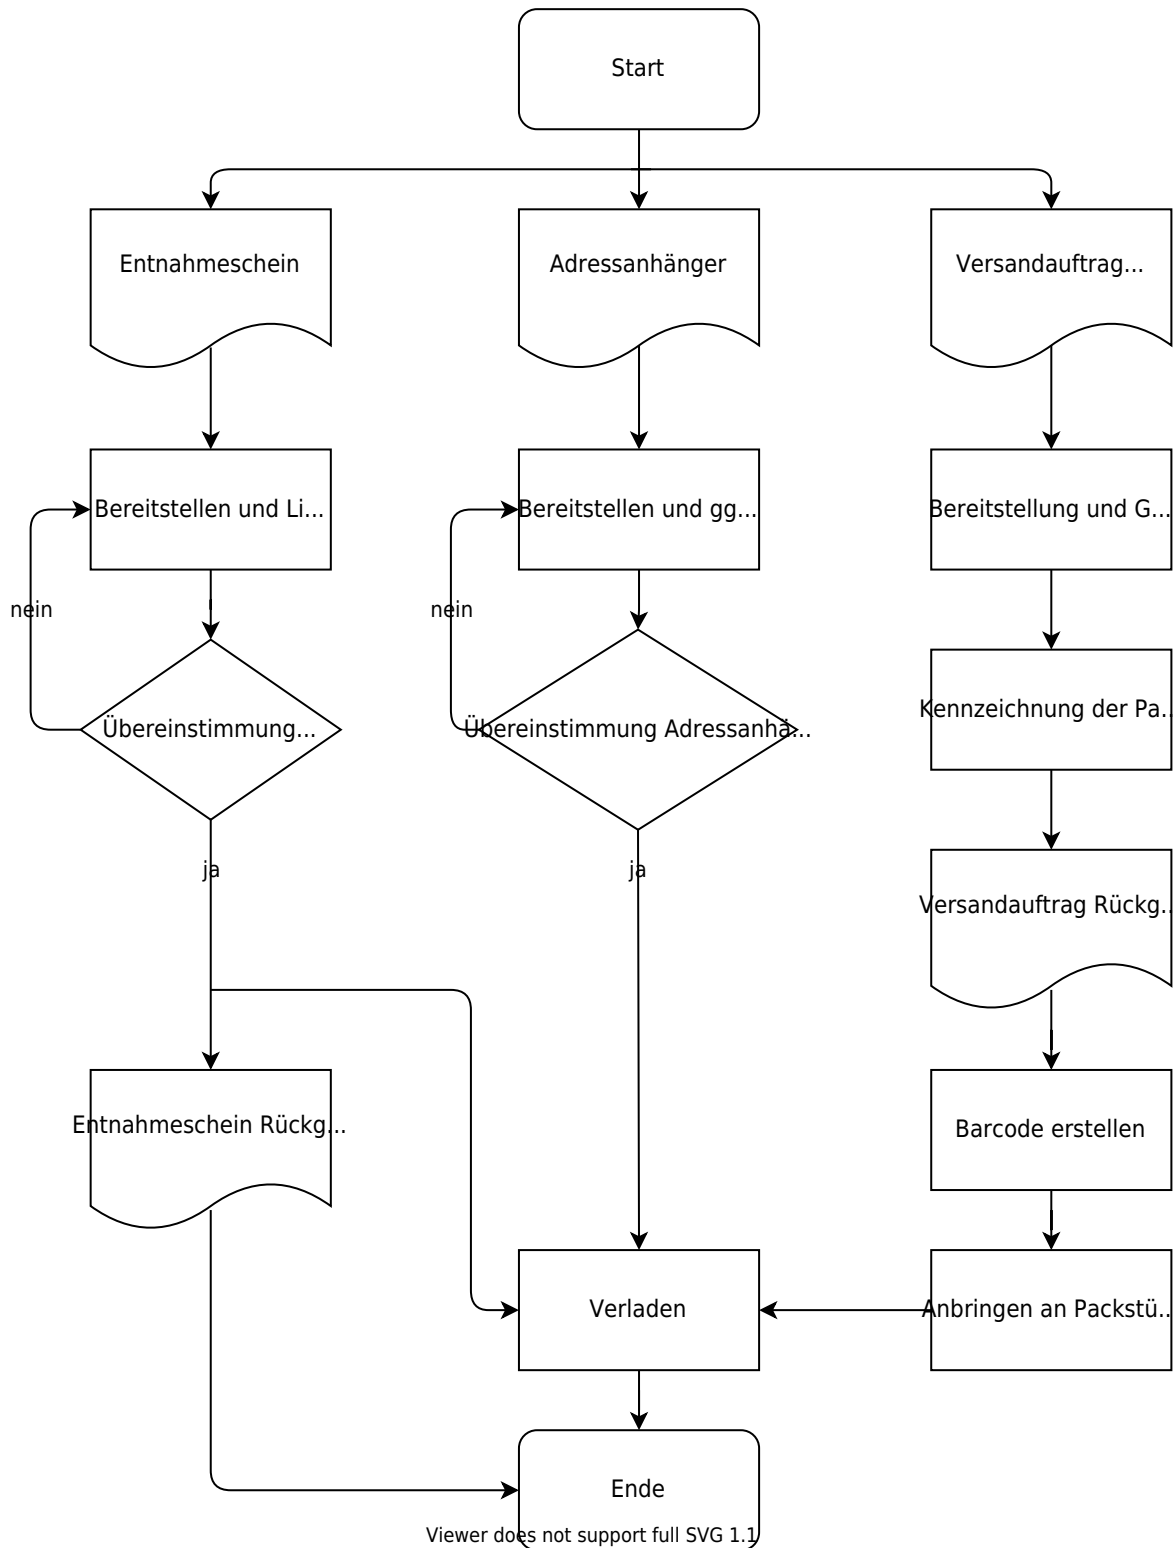 Start
Entnahmeschein
Adressanhänger
Versandauftrag...
Bereitstellen und Li...
Bereitstellen und gg...
Bereitstellung und G...
nein
nein
Übereinstimmung...
Übereinstimmung Adressanhä...
Kennzeichnung der Pa...
ja
ja
Versandauftrag Rückg...
Entnahmeschein Rückg...
Barcode erstellen
Verladen
Anbringen an Packstü...
Ende
Viewer does not support full SVG 1.1